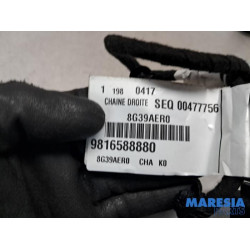 1 198 0417
CHAINE DROITE SEQ 00477756
8G39AER0
9816588880
8G39AER0 CHA K0
MARESIA